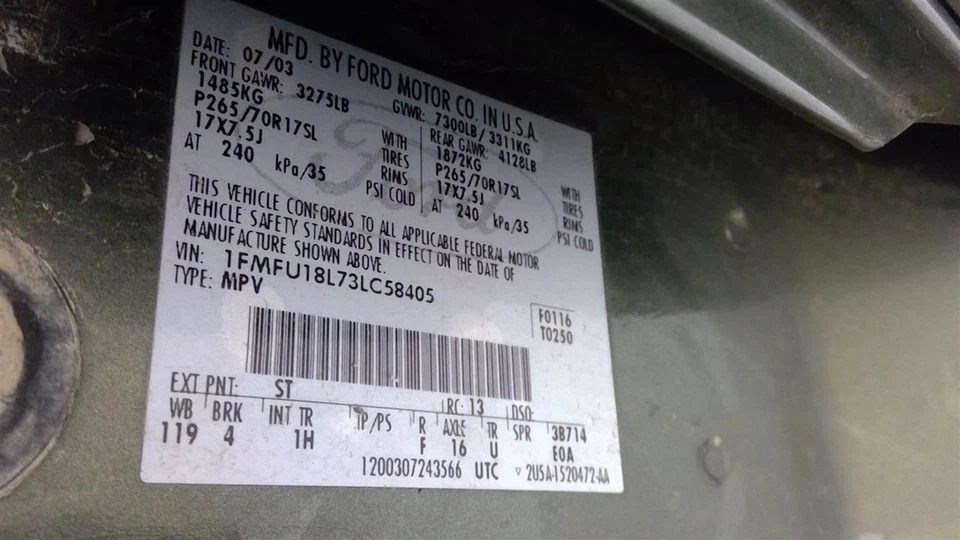 MFD. BY FORD MOTOR CO. IN U.S.A.
DATE: 07/03 GVWR: 7300LB/3311KG
FRONT GAWR: 3275LB REAR GAWR: 4128LB
1485KG WITH 1872KG WITH
P265/70R17SL TIRES P265/70R17SL TIRES
17X7.5J RIMS 17X7.5J RIMS
AT 240 kPa/35 PSI COLD AT 240 kPa/35 PSI COLD
Ford
THIS VEHICLE CONFORMS TO ALL APPLICABLE FEDERAL MOTOR
VEHICLE SAFETY STANDARDS IN EFFECT ON THE DATE OF
MANUFACTURE SHOWN ABOVE.
VIN: 1FMFU18L73LC58405
TYPE: MPV
F0116
T0250
EXT PNT: ST RC: 13 DSO:
WB BRK INT TR TP/PS R AXLE TR SPR 3B714
119 4 1H F 16 U EOA
1200307243566 UTC ▽ 2U5A-1520472-AA